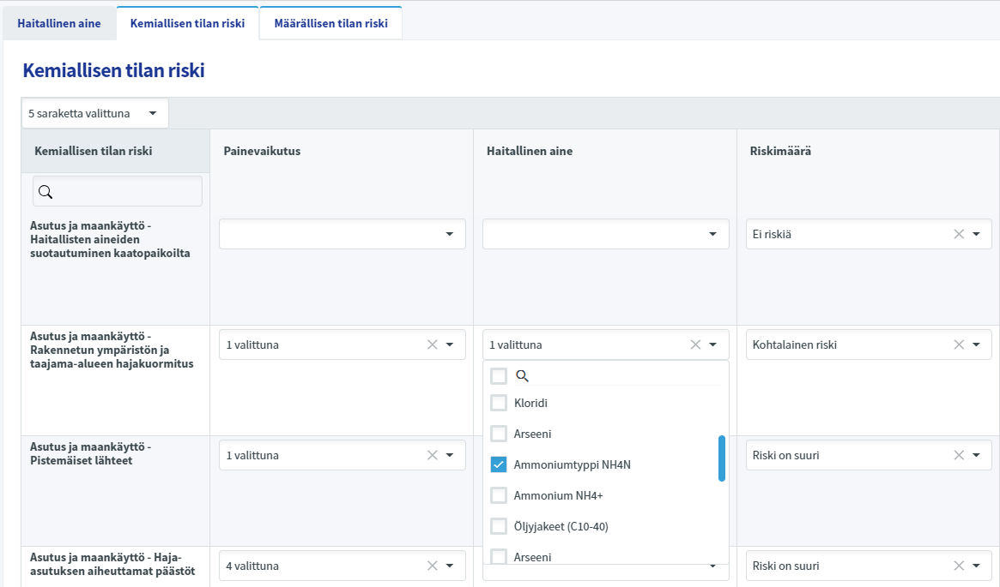 Haitallinen aine
Kemiallisen tilan riski
Määrällisen tilan riski
Kemiallisen tilan riski
5 saraketta valittuna
Kemiallisen tilan riski
Painevaikutus
Haitallinen aine
Riskimäärä
Asutus ja maankäyttö -
Haitallisten aineiden
suotautuminen kaatopaikoilta
Ei riskiä
Asutus ja maankäyttö -
Rakennetun ympäristön ja
taajama-alueen hajakuormitus
1 valittuna
1 valittuna
Kohtalainen riski
Kloridi
Arseeni
Ammoniumtyppi NH4N
Ammonium NH4+
Öljyjakeet (C10-40)
Arseeni
Asutus ja maankäyttö -
Pistemäiset lähteet
1 valittuna
Riski on suuri
Asutus ja maankäyttö - Haja-
asutuksen aiheuttamat päästöt
4 valittuna
Riski on suuri